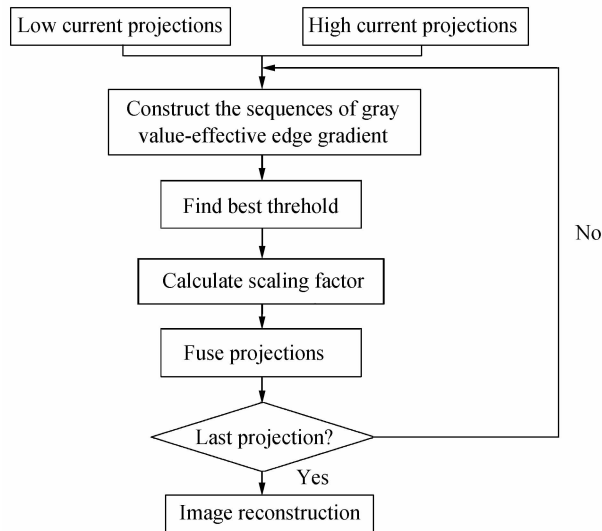 Low current projections
High current projections
Construct the sequences of gray
value-effective edge gradient
Find best threhold
Calculate scaling factor
No
Fuse projections
Last projection?
Yes
Image reconstruction